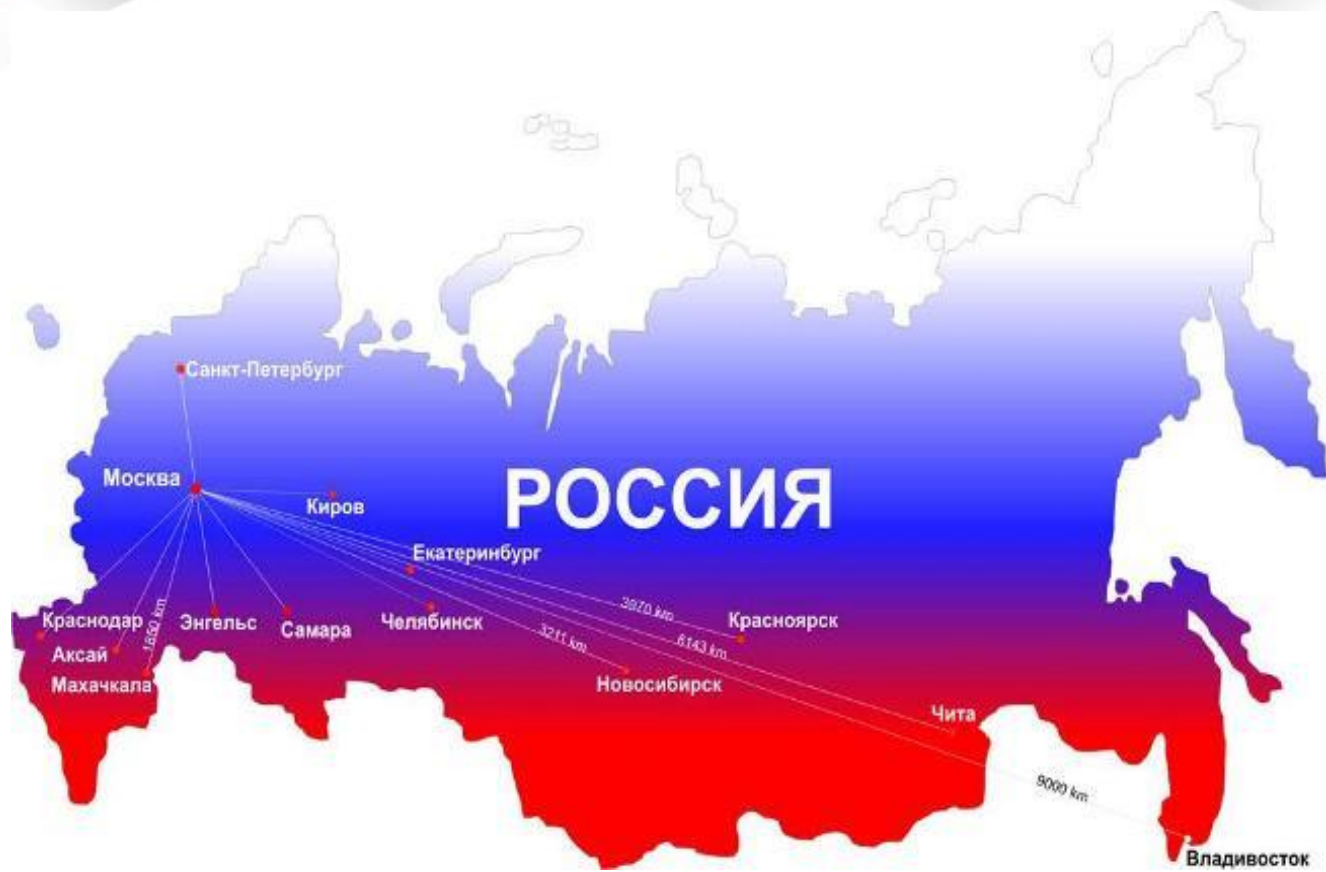 Санкт-Петербург
Москва
РОССИЯ
Киров
Екатеринбург
3970 km
Краснодар
1850 km
Энгельс
Самара
Челябинск
Красноярск
3211 km
6143 km
Аксай
Махачкала
Новосибирск
Чита
9000 km
Владивосток